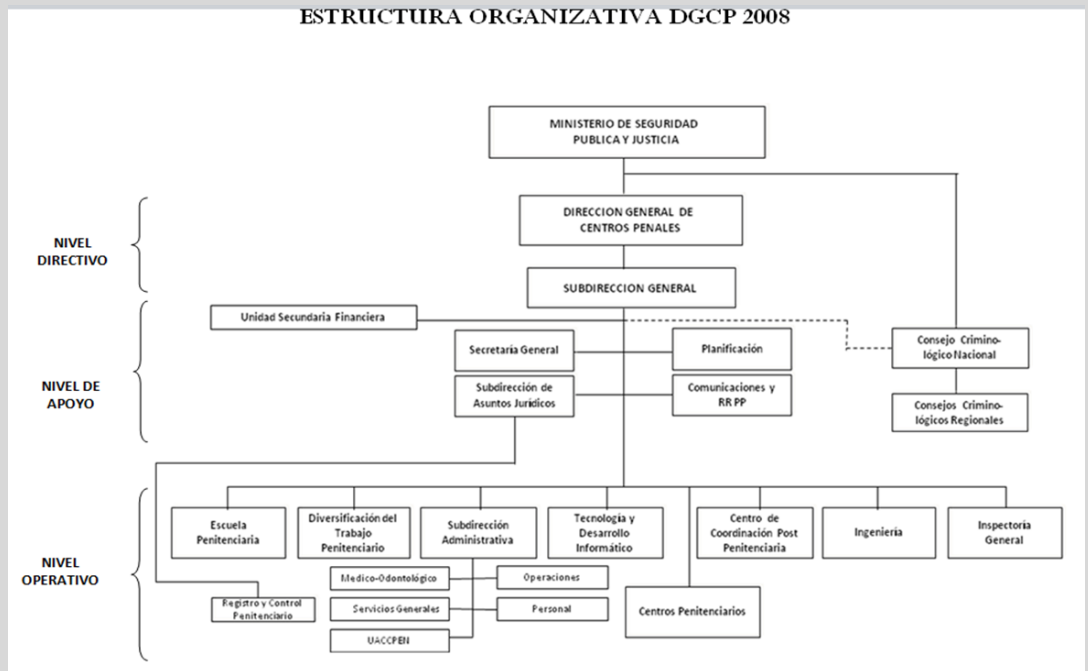 ESTRUCTURA ORGANIZATIVA DGCP 2008
MINISTERIO DE SEGURIDAD
PUBLICA Y JUSTICIA
DIRECCION GENERAL DE
CENTROS PENALES
NIVEL
DIRECTIVO
SUBDIRECCION GENERAL
Unidad Secundaria Financiera
Secretaría General
Planificación
Consejo Crimino-
lógico Nacional
NIVEL DE
APOYO
Subdirección de
Asuntos Jurídicos
Comunicaciones y
RR PP
Consejos Crimino-
lógicos Regionales
NIVEL
OPERATIVO
Escuela
Penitenciaria
Diversificación del
Trabajo
Penitenciario
Subdirección
Administrativa
Tecnología y
Desarrollo
Informático
Centro de
Coordinación Post
Penitenciaria
Ingeniería
Inspectoría
General
Medico-Odontológico
Operaciones
Registro y Control
Penitenciario
Servicios Generales
Personal
Centros Penitenciarios
UACCPEN